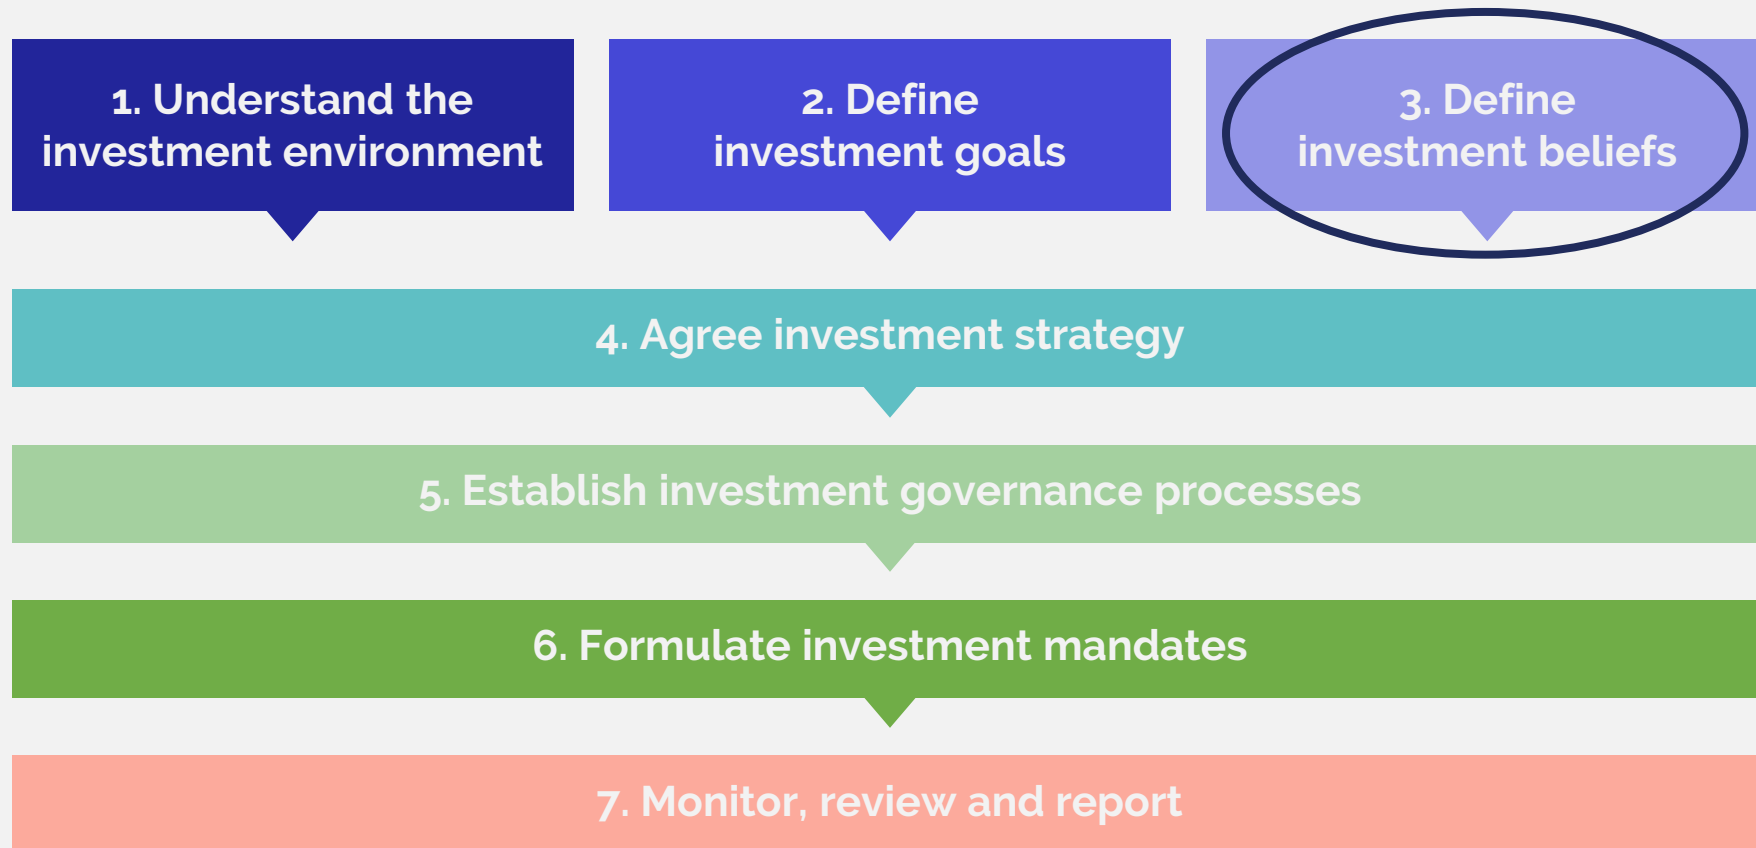 1. Understand the
investment environment
2. Define
investment goals
3. Define
investment beliefs
4. Agree investment strategy
5. Establish investment governance processes
6. Formulate investment mandates
7. Monitor, review and report